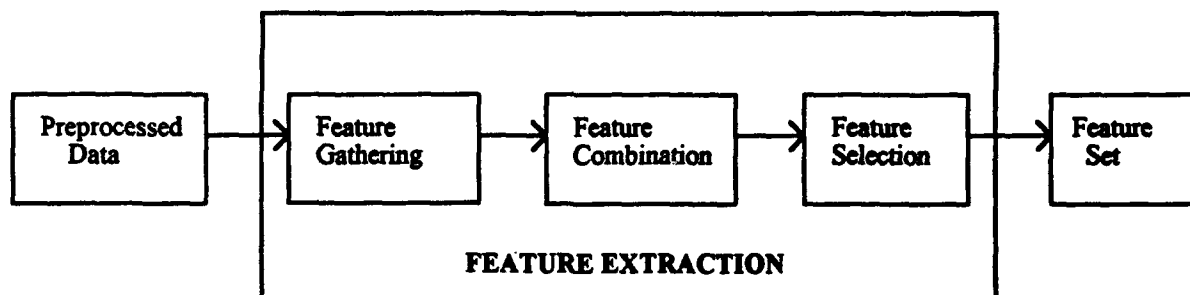 Preprocessed
Data
Feature
Gathering
Feature
Combination
Feature
Selection
Feature
Set
FEATURE EXTRACTION